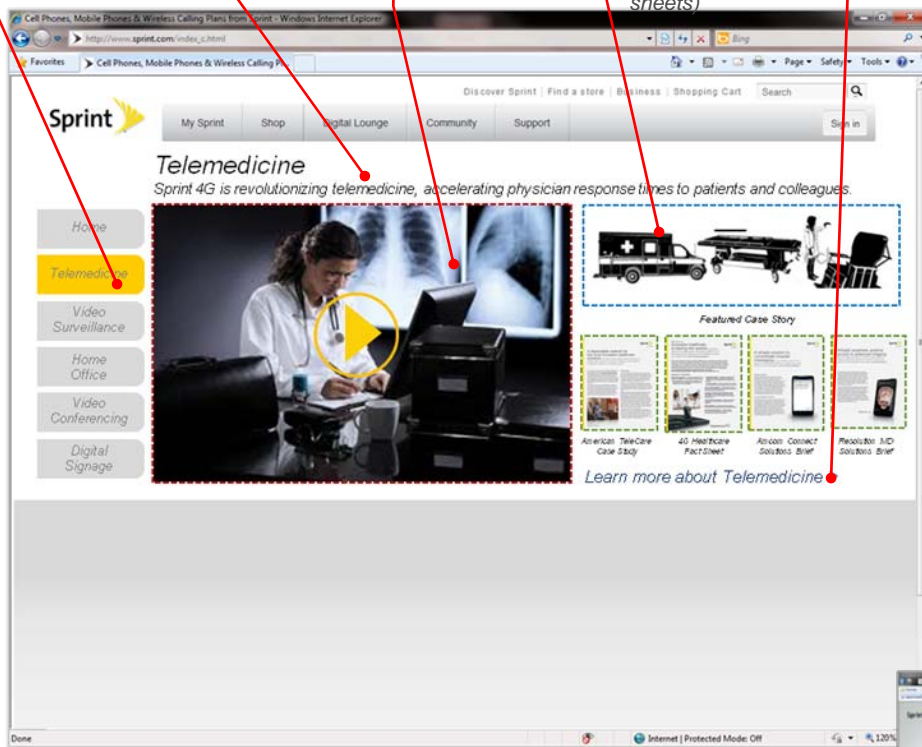 sheets)
Cell Phones, Mobile Phones & Wireless Calling Plans from Sprint - Windows Internet Explorer
http://www.sprint.com/index_c.html
Bing
Favorites
Cell Phones, Mobile Phones & Wireless Calling Pl...
Page
Safety
Tools
Discover Sprint | Find a store | Business | Shopping Cart
Search
Sprint
My Sprint
Shop
Digital Lounge
Community
Support
Sign in
Telemedicine
Sprint 4G is revolutionizing telemedicine, accelerating physician response times to patients and colleagues.
Home
Telemedicine
Video
Surveillance
Home
Office
Video
Conferencing
Digital
Signage
Featured Case Story
American TeleCare
Case Study
4G Healthcare
Fact Sheet
Amcom Connect
Solutions Brief
Resolution MD
Solutions Brief
Learn more about Telemedicine
Done
Internet | Protected Mode: Off
120%